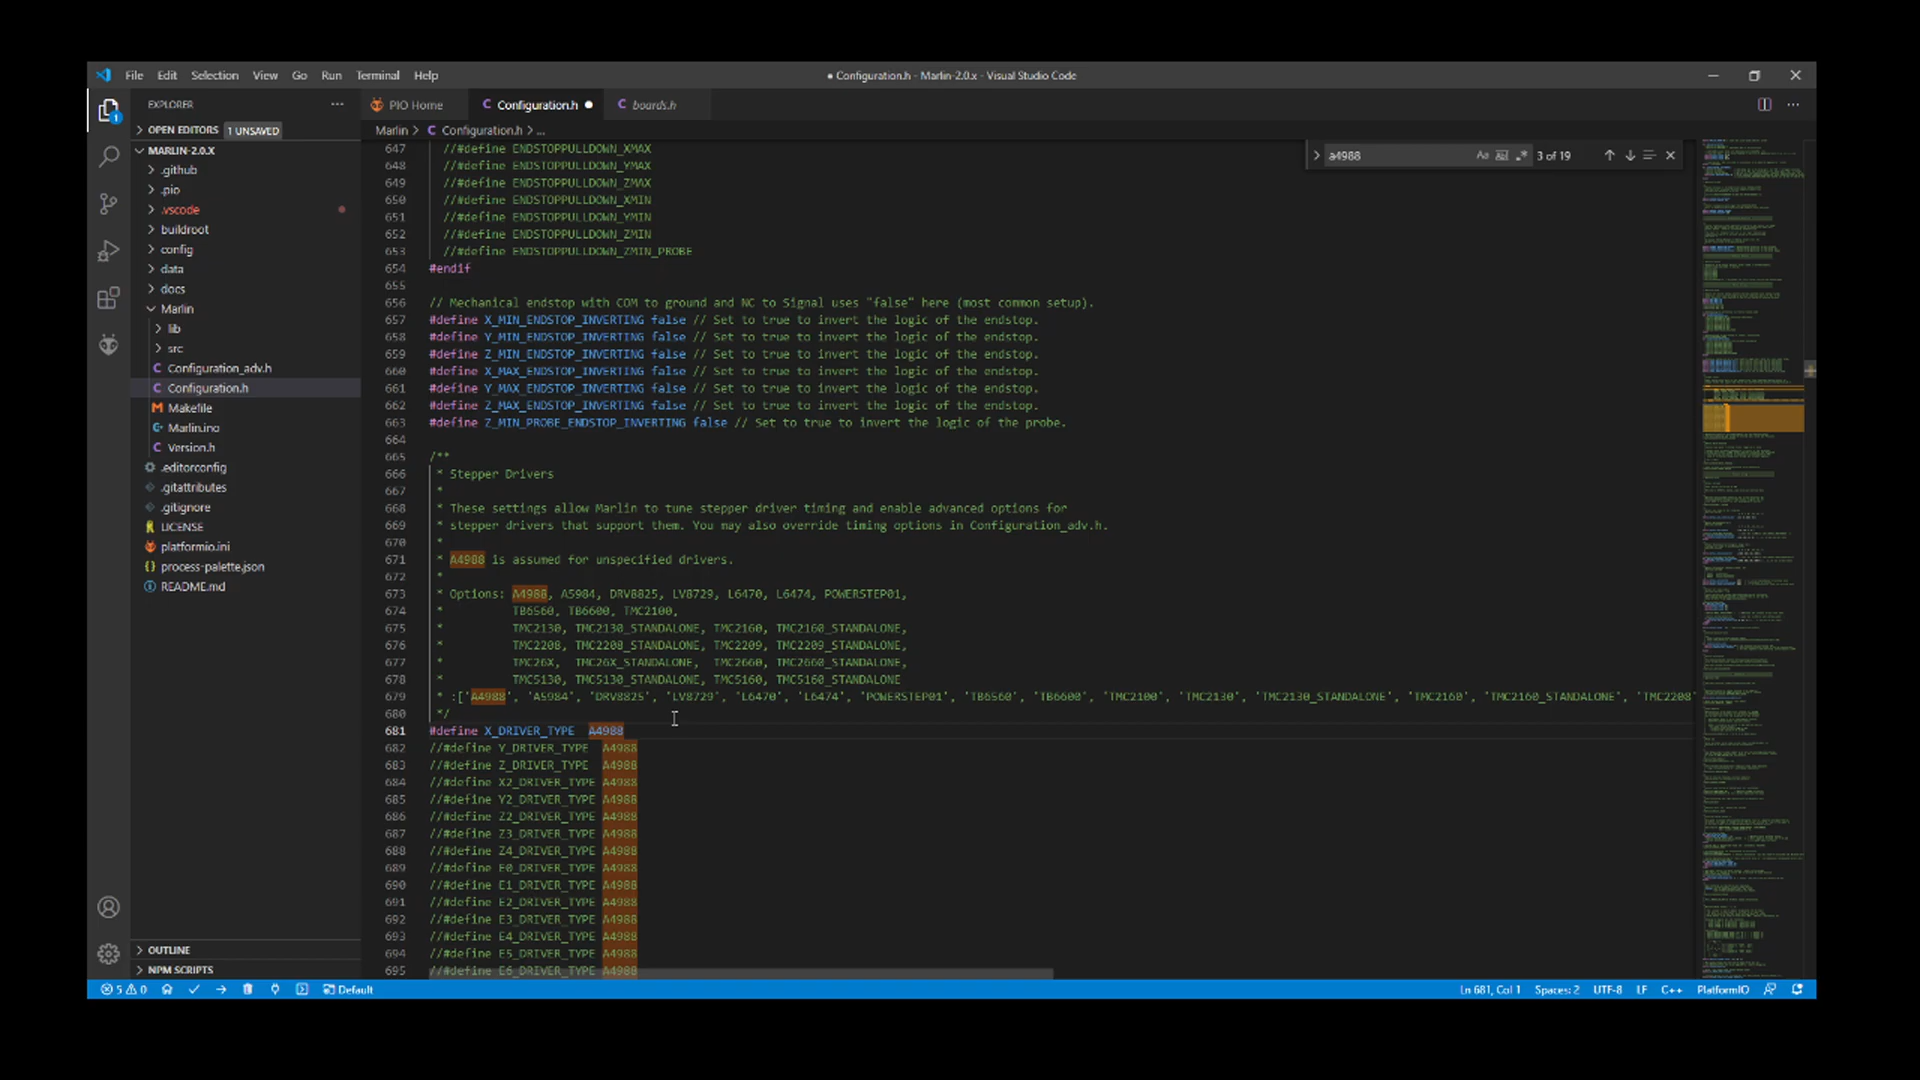 File Edit Selection View Go Run Terminal Help
● Configuration.h - Marlin-2.0.x - Visual Studio Code
EXPLORER
PIO Home
Configuration.h
boards.h
OPEN EDITORS 1 UNSAVED
Marlin > Configuration.h > ...
MARLIN-2.0.X
.github
.pio
.vscode
buildroot
config
data
docs
Marlin
lib
src
Configuration_adv.h
Configuration.h
Makefile
Marlin.ino
Version.h
.editorconfig
.gitattributes
.gitignore
LICENSE
platformio.ini
process-palette.json
README.md
OUTLINE
NPM SCRIPTS
a4988 Aa 3 of 19
647 //#define ENDSTOPPULLDOWN_XMAX
648 //#define ENDSTOPPULLDOWN_YMAX
649 //#define ENDSTOPPULLDOWN_ZMAX
650 //#define ENDSTOPPULLDOWN_XMIN
651 //#define ENDSTOPPULLDOWN_YMIN
652 //#define ENDSTOPPULLDOWN_ZMIN
653 //#define ENDSTOPPULLDOWN_ZMIN_PROBE
654 #endif
655
656 // Mechanical endstop with COM to ground and NC to Signal uses "false" here (most common setup).
657 #define X_MIN_ENDSTOP_INVERTING false // Set to true to invert the logic of the endstop.
658 #define Y_MIN_ENDSTOP_INVERTING false // Set to true to invert the logic of the endstop.
659 #define Z_MIN_ENDSTOP_INVERTING false // Set to true to invert the logic of the endstop.
660 #define X_MAX_ENDSTOP_INVERTING false // Set to true to invert the logic of the endstop.
661 #define Y_MAX_ENDSTOP_INVERTING false // Set to true to invert the logic of the endstop.
662 #define Z_MAX_ENDSTOP_INVERTING false // Set to true to invert the logic of the endstop.
663 #define Z_MIN_PROBE_ENDSTOP_INVERTING false // Set to true to invert the logic of the probe.
664
665 /**
666 * Stepper Drivers
667 *
668 * These settings allow Marlin to tune stepper driver timing and enable advanced options for
669 * stepper drivers that support them. You may also override timing options in Configuration_adv.h.
670 *
671 * A4988 is assumed for unspecified drivers.
672 *
673 * Options: A4988, A5984, DRV8825, LV8729, L6470, L6474, POWERSTEP01,
674 * TB6560, TB6600, TMC2100,
675 * TMC2130, TMC2130_STANDALONE, TMC2160, TMC2160_STANDALONE,
676 * TMC2208, TMC2208_STANDALONE, TMC2209, TMC2209_STANDALONE,
677 * TMC26X, TMC26X_STANDALONE, TMC2660, TMC2660_STANDALONE,
678 * TMC5130, TMC5130_STANDALONE, TMC5160, TMC5160_STANDALONE
679 * :['A4988', 'A5984', 'DRV8825', 'LV8729', 'L6470', 'L6474', 'POWERSTEP01', 'TB6560', 'TB6600', 'TMC2100', 'TMC2130', 'TMC2130_STANDALONE', 'TMC2160', 'TMC2160_STANDALONE', 'TMC2208'
680 */
681 #define X_DRIVER_TYPE A4988
682 //#define Y_DRIVER_TYPE A4988
683 //#define Z_DRIVER_TYPE A4988
684 //#define X2_DRIVER_TYPE A4988
685 //#define Y2_DRIVER_TYPE A4988
686 //#define Z2_DRIVER_TYPE A4988
687 //#define Z3_DRIVER_TYPE A4988
688 //#define Z4_DRIVER_TYPE A4988
689 //#define E0_DRIVER_TYPE A4988
690 //#define E1_DRIVER_TYPE A4988
691 //#define E2_DRIVER_TYPE A4988
692 //#define E3_DRIVER_TYPE A4988
693 //#define E4_DRIVER_TYPE A4988
694 //#define E5_DRIVER_TYPE A4988
695 //#define E6_DRIVER_TYPE A4988
5 0 Default
Ln 681, Col 1 Spaces: 2 UTF-8 LF C++ PlatformIO